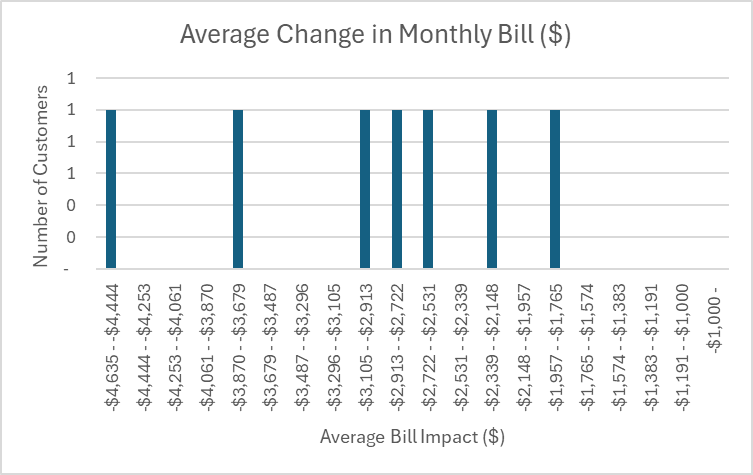 Average Change in Monthly Bill ($)
1
1
1
1
0
0
-
Number of Customers
-$4,635 - -$4,444
-$4,444 - -$4,253
-$4,253 - -$4,061
-$4,061 - -$3,870
-$3,870 - -$3,679
-$3,679 - -$3,487
-$3,487 - -$3,296
-$3,296 - -$3,105
-$3,105 - -$2,913
-$2,913 - -$2,722
-$2,722 - -$2,531
-$2,531 - -$2,339
-$2,339 - -$2,148
-$2,148 - -$1,957
-$1,957 - -$1,765
-$1,765 - -$1,574
-$1,574 - -$1,383
-$1,383 - -$1,191
-$1,191 - -$1,000
-$1,000 -
Average Bill Impact ($)